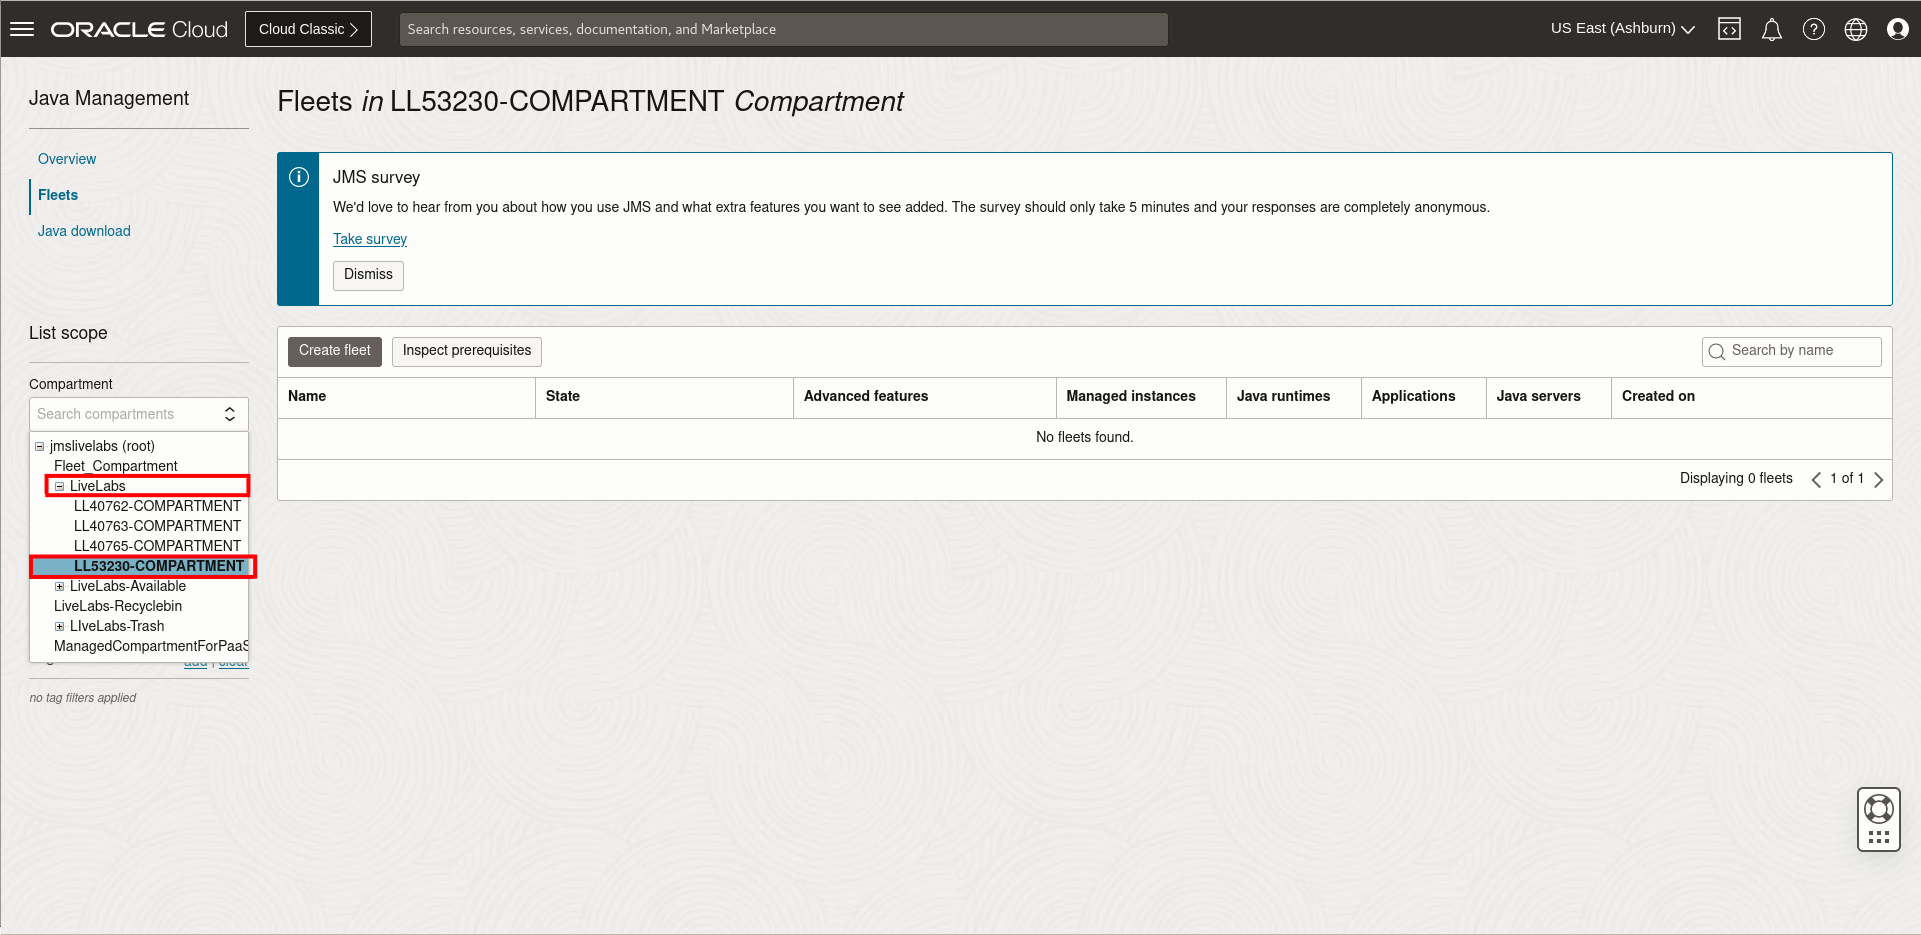 ORACLE Cloud
Cloud Classic
Search resources, services, documentation, and Marketplace
US East (Ashburn)
Java Management
Overview
Fleets
Java download
List scope
Compartment
Search compartments
jmslivelabs (root)
Fleet_Compartment
LiveLabs
LL40762-COMPARTMENT
LL40763-COMPARTMENT
LL40765-COMPARTMENT
LL53230-COMPARTMENT
LiveLabs-Available
LiveLabs-Recyclebin
LIveLabs-Trash
ManagedCompartmentForPaaS
add | clear
no tag filters applied
Fleets in LL53230-COMPARTMENT Compartment
JMS survey
We'd love to hear from you about how you use JMS and what extra features you want to see added. The survey should only take 5 minutes and your responses are completely anonymous.
Take survey
Dismiss
Create fleet
Inspect prerequisites
Search by name
Name State Advanced features Managed instances Java runtimes Applications Java servers Created on
No fleets found.
Displaying 0 fleets 1 of 1